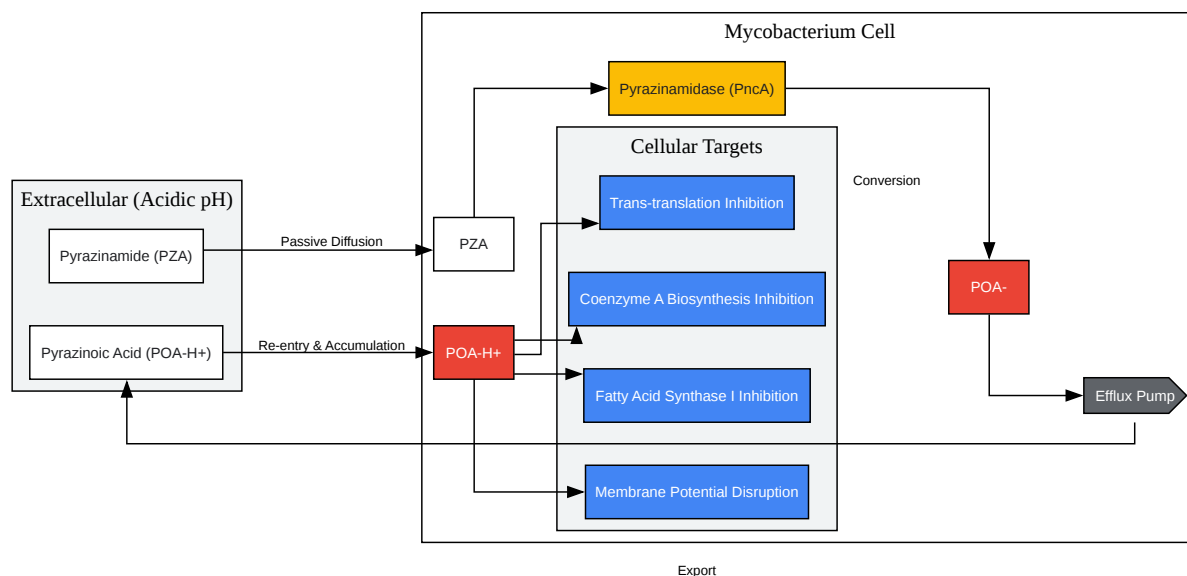 Mycobacterium Cell
Pyrazinamidase (PncA)
Cellular Targets
Extracellular (Acidic pH)
Trans-translation Inhibition
Conversion
Pyrazinamide (PZA)
Passive Diffusion
PZA
POA-
Coenzyme A Biosynthesis Inhibition
Pyrazinoic Acid (POA-H+)
Re-entry & Accumulation
POA-H+
Fatty Acid Synthase I Inhibition
Efflux Pump
Membrane Potential Disruption
Export